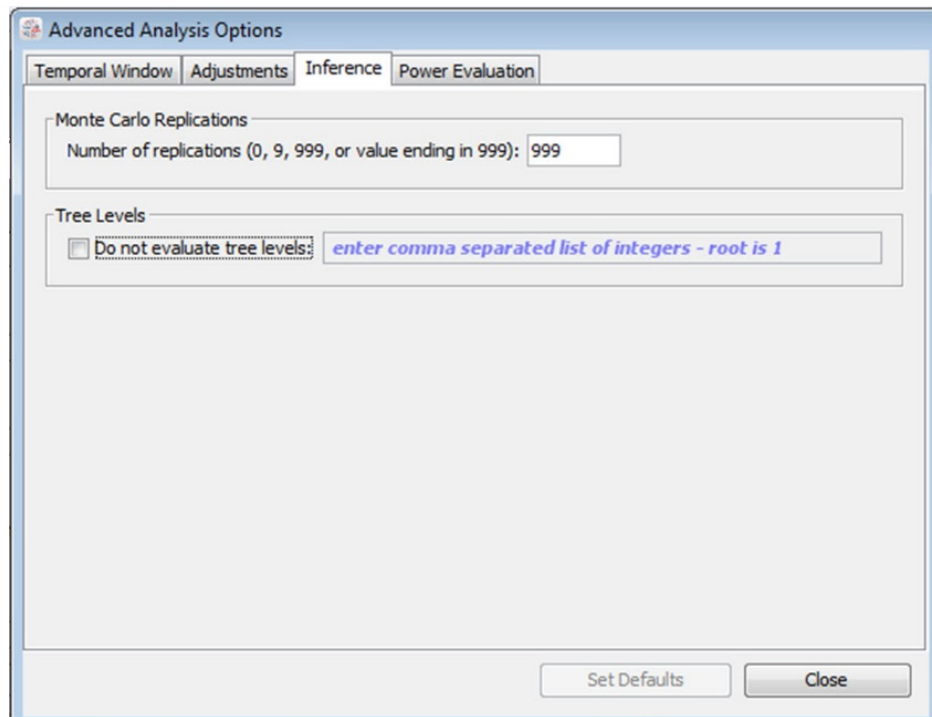 Advanced Analysis Options
Temporal Window Adjustments Inference Power Evaluation
Monte Carlo Replications
Number of replications (0, 9, 999, or value ending in 999): 999
Tree Levels
Do not evaluate tree levels: enter comma separated list of integers - root is 1
Set Defaults Close